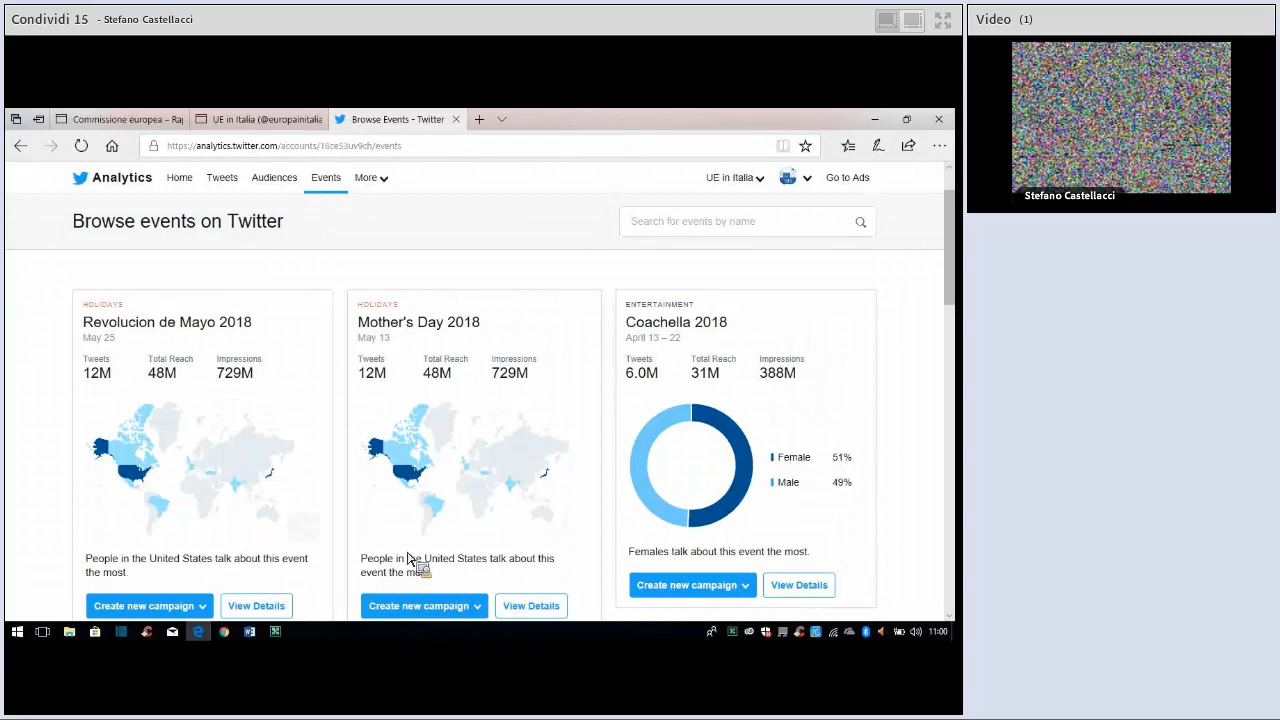 Condividi 15 - Stefano Castellacci
Video (1)
Stefano Castellacci
Commissione europea – Ra
UE in Italia (@europainitalia
Browse Events - Twitter
https://analytics.twitter.com/accounts/18ce53uv9ch/events
Analytics Home Tweets Audiences Events More UE in Italia Go to Ads
Browse events on Twitter
Search for events by name
HOLIDAYS
Revolucion de Mayo 2018
May 25
Tweets Total Reach Impressions
12M 48M 729M
People in the United States talk about this event
the most.
Create new campaign View Details
HOLIDAYS
Mother's Day 2018
May 13
Tweets Total Reach Impressions
12M 48M 729M
People in the United States talk about this
event the mo
Create new campaign View Details
ENTERTAINMENT
Coachella 2018
April 13 – 22
Tweets Total Reach Impressions
6.0M 31M 388M
Female 51%
Male 49%
Females talk about this event the most.
Create new campaign View Details
11:00